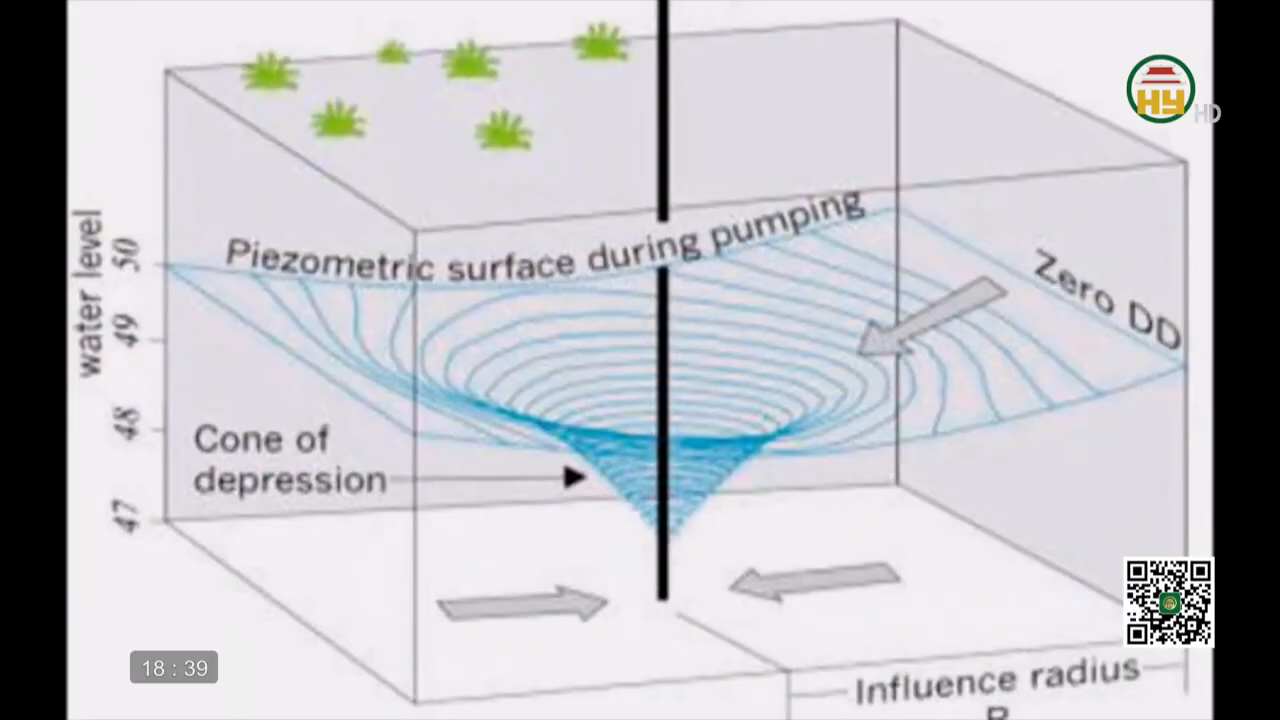 HY
HD
Piezometric surface during pumping
Zero DD
water level
50
49
48
47
Cone of
depression
18 : 39
Influence radius